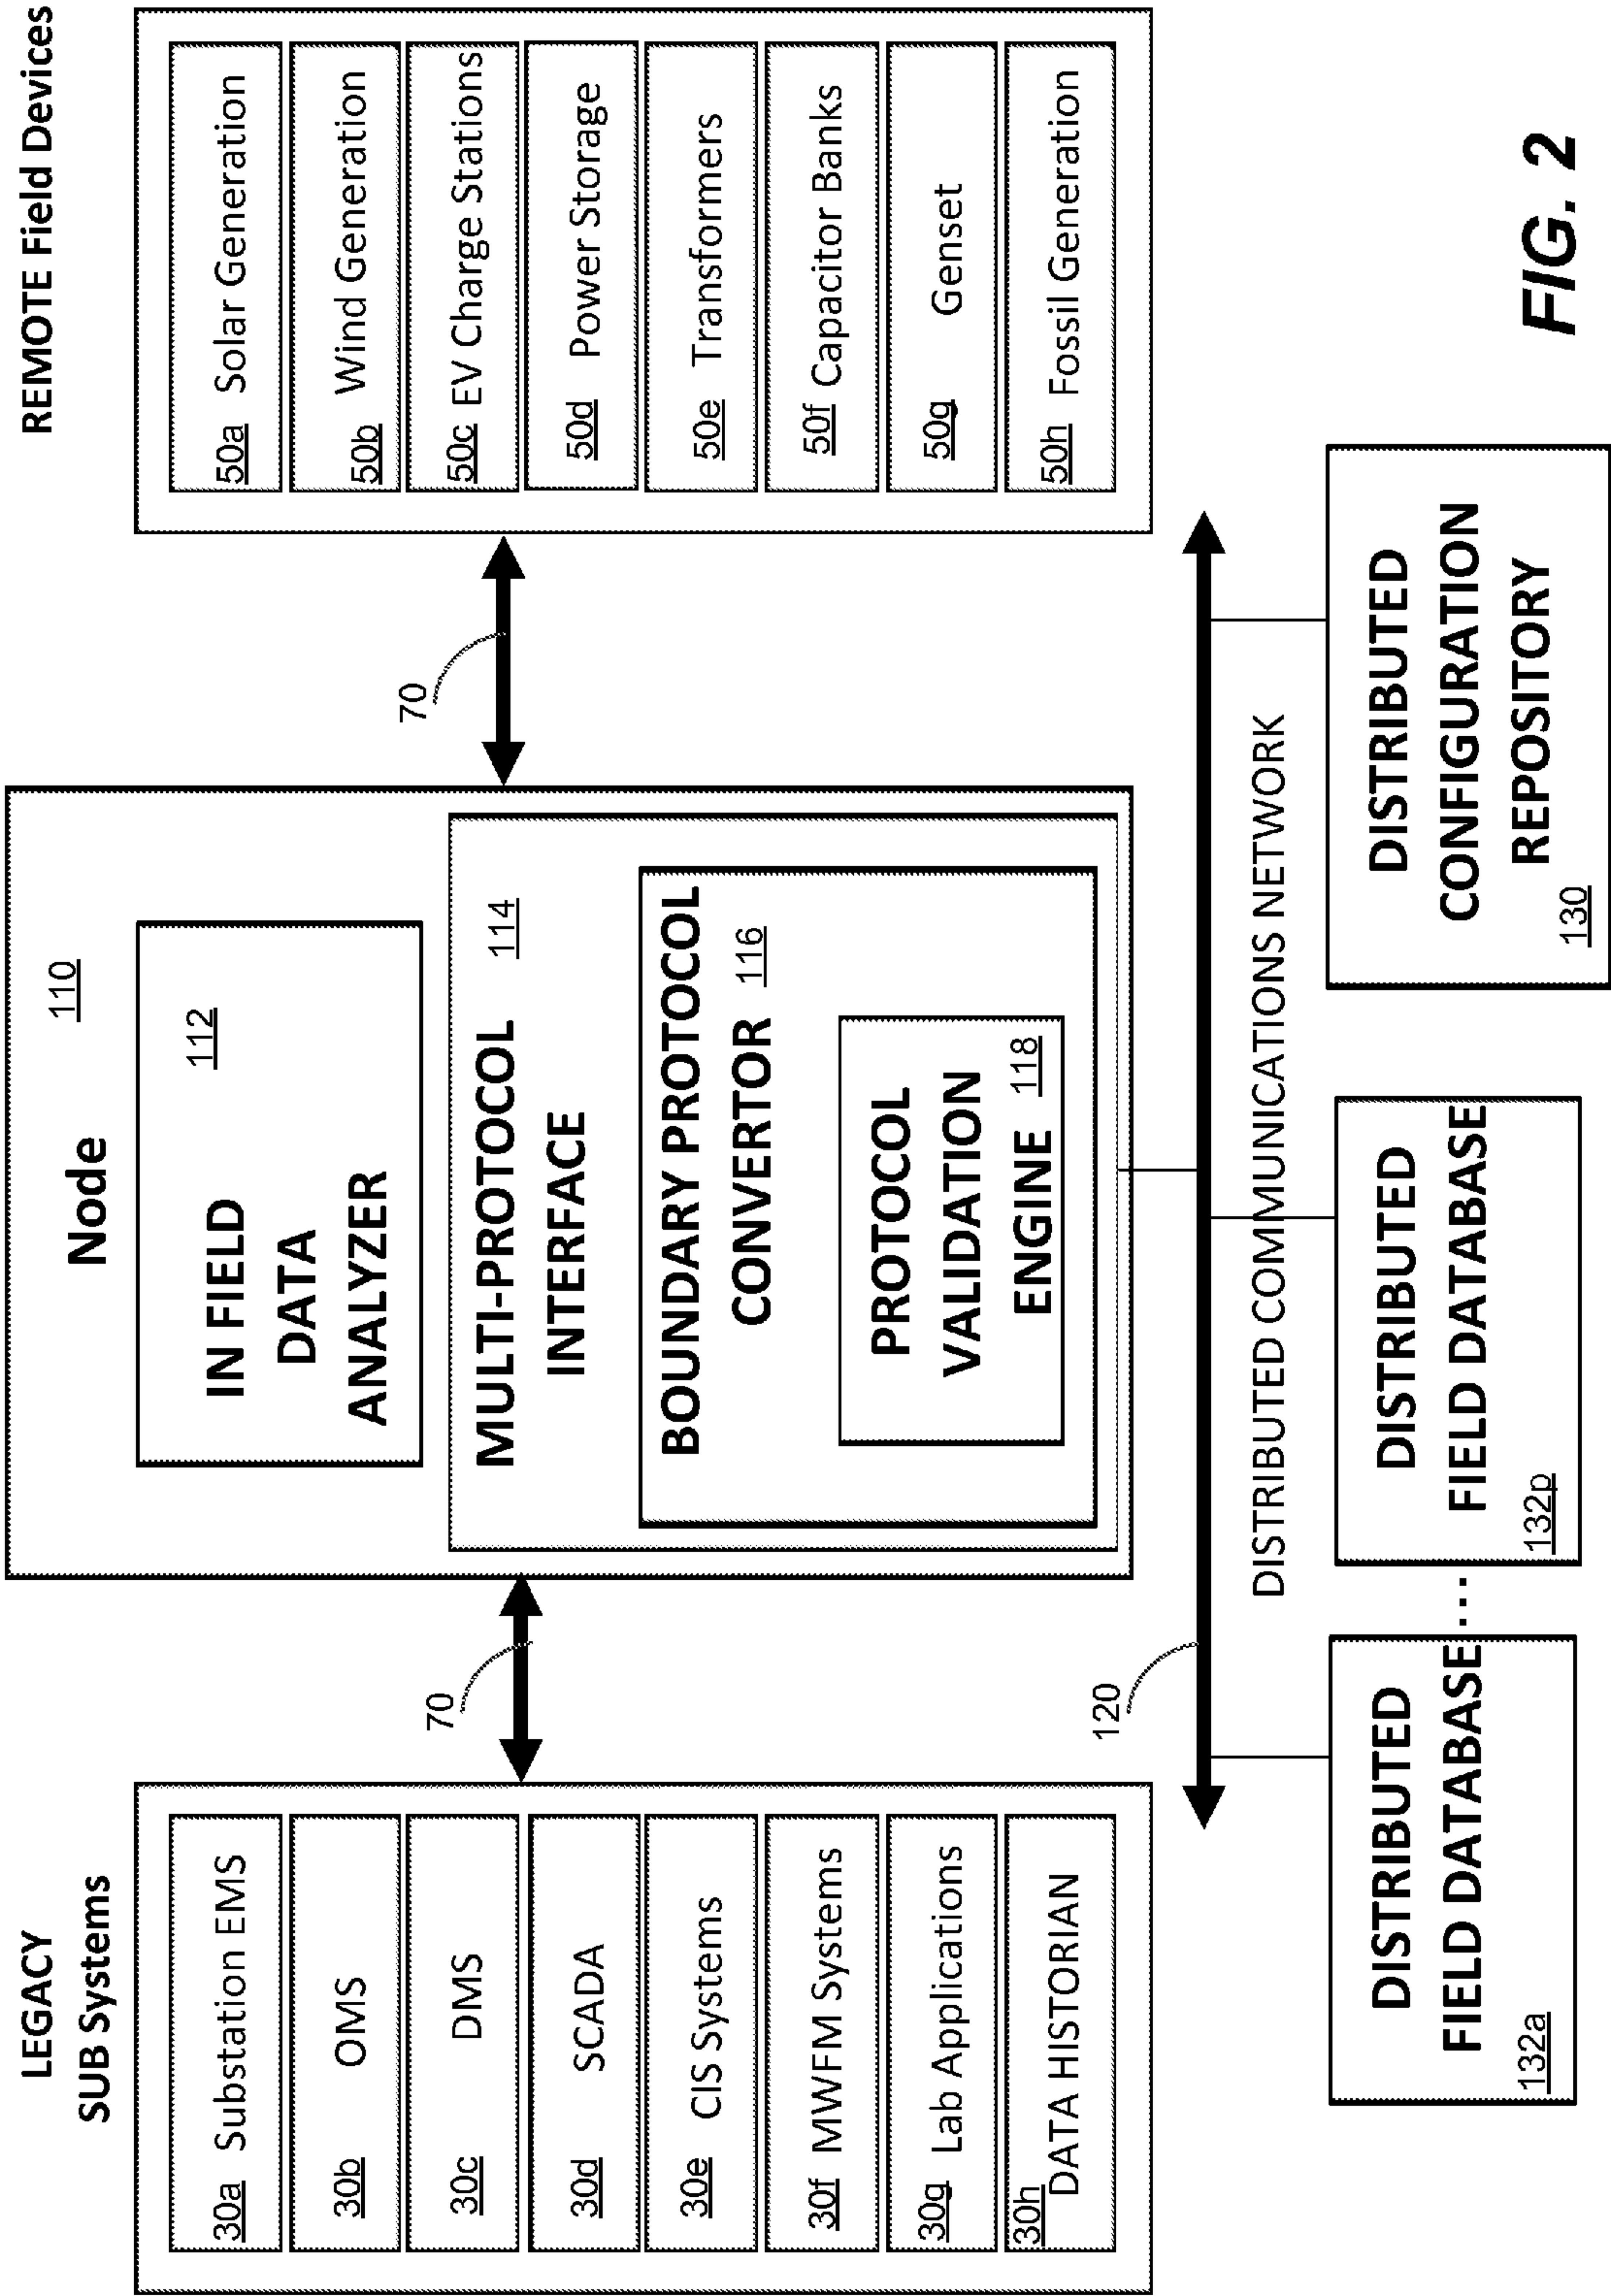 LEGACY
SUB Systems
30a Substation EMS
30b OMS
30c DMS
30d SCADA
30e CIS Systems
30f MWFM Systems
30g Lab Applications
30h
DATA HISTORIAN
70
Node
110
IN FIELD
DATA
ANALYZER
112
MULTI-PROTOCOL
INTERFACE
114
BOUNDARY PROTOCOL
CONVERTOR 116
PROTOCOL
VALIDATION
ENGINE 118
70
REMOTE Field Devices
50a Solar Generation
50b Wind Generation
50c EV Charge Stations
50d Power Storage
50e Transformers
50f Capacitor Banks
50g Genset
50h Fossil Generation
120
DISTRIBUTED COMMUNICATIONS NETWORK
DISTRIBUTED
FIELD DATABASE
132a
...
DISTRIBUTED
FIELD DATABASE
132p
DISTRIBUTED
CONFIGURATION
REPOSITORY
130
FIG. 2